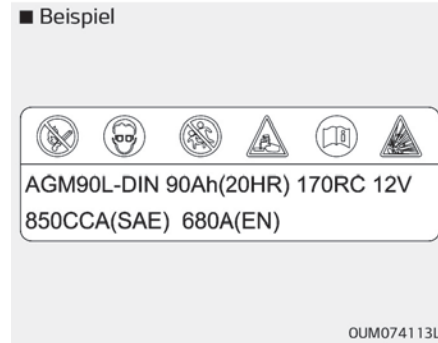 ■ Beispiel
AGM90L-DIN 90Ah(20HR) 170RC 12V
850CCA(SAE) 680A(EN)
OUM074113L